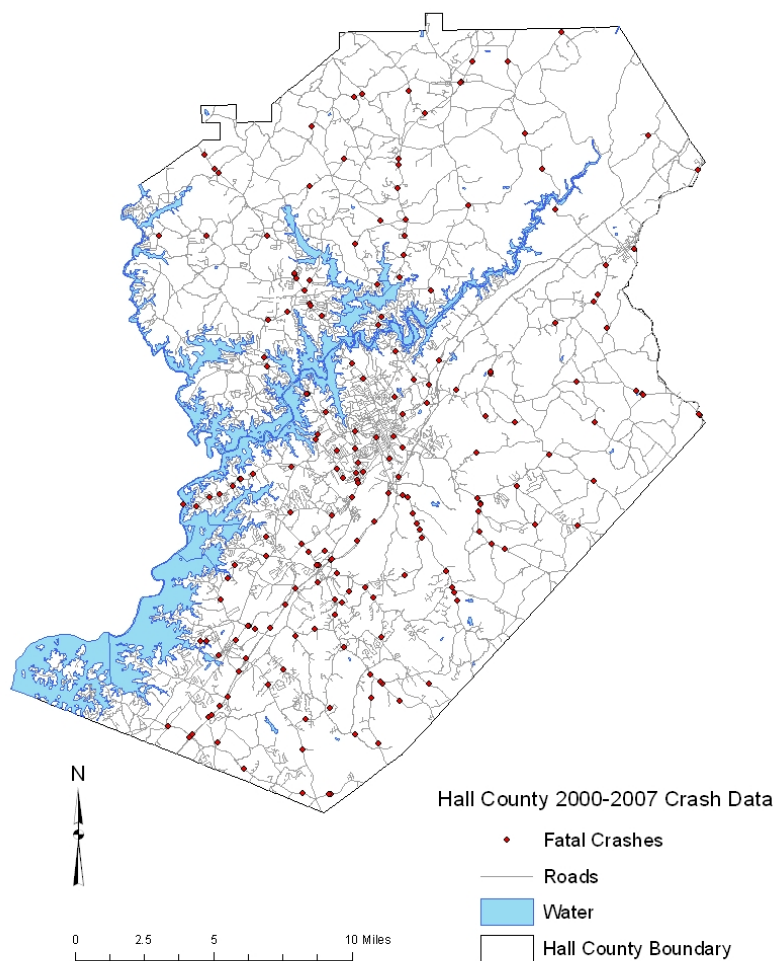 N
Hall County 2000-2007 Crash Data
Fatal Crashes
Roads
Water
Hall County Boundary
0 2.5 5 10 Miles